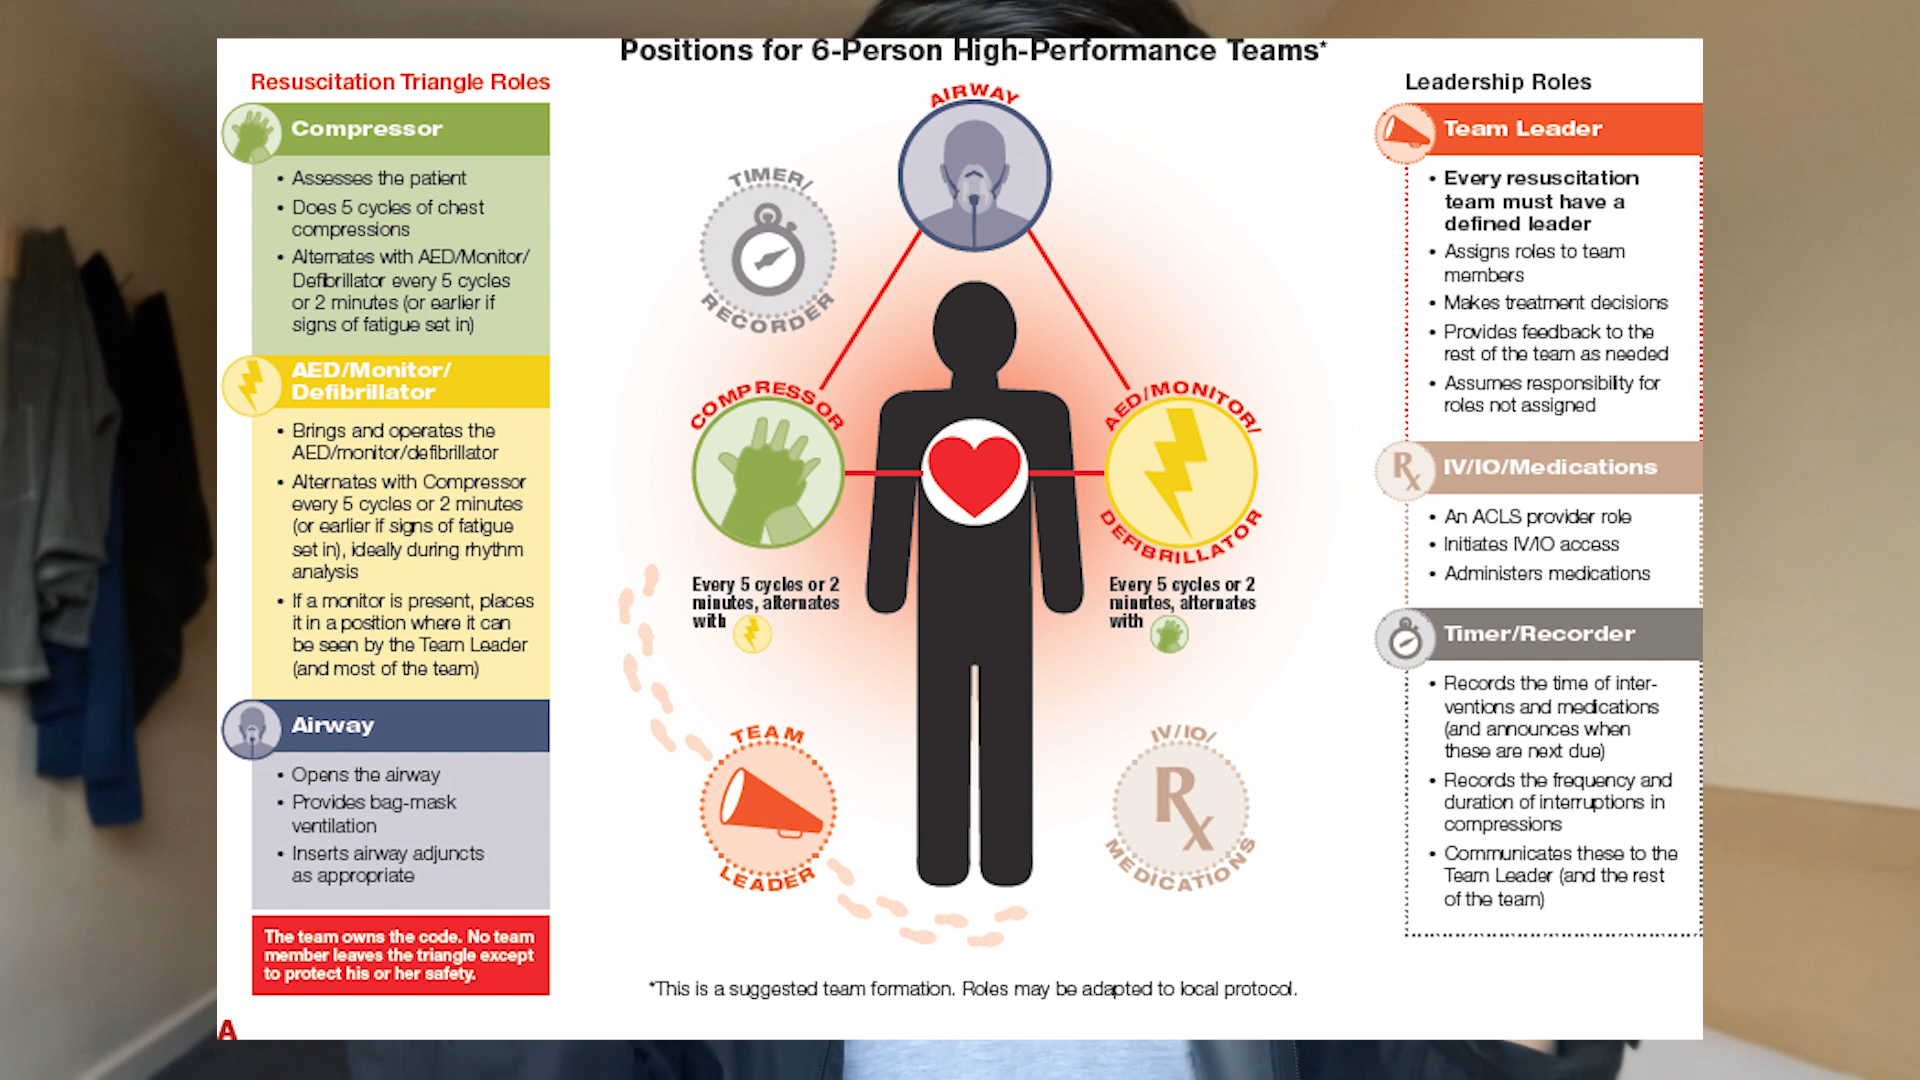 Positions for 6-Person High-Performance Teams*
Resuscitation Triangle Roles
Compressor
• Assesses the patient
• Does 5 cycles of chest
compressions
• Alternates with AED/Monitor/
Defibrillator every 5 cycles
or 2 minutes (or earlier if
signs of fatigue set in)
AED/Monitor/
Defibrillator
• Brings and operates the
AED/monitor/defibrillator
• Alternates with Compressor
every 5 cycles or 2 minutes
(or earlier if signs of fatigue
set in), ideally during rhythm
analysis
• If a monitor is present, places
it in a position where it can
be seen by the Team Leader
(and most of the team)
Airway
• Opens the airway
• Provides bag-mask
ventilation
• Inserts airway adjuncts
as appropriate
The team owns the code. No team
member leaves the triangle except
to protect his or her safety.
A
AIRWAY
TIMER/
RECORDER
COMPRESSOR
AED/MONITOR/
DEFIBRILLATOR
Every 5 cycles or 2
minutes, alternates
with
Every 5 cycles or 2
minutes, alternates
with
TEAM
LEADER
IV/IO/
MEDICATIONS
Rx
*This is a suggested team formation. Roles may be adapted to local protocol.
Leadership Roles
Team Leader
• Every resuscitation
team must have a
defined leader
• Assigns roles to team
members
• Makes treatment decisions
• Provides feedback to the
rest of the team as needed
• Assumes responsibility for
roles not assigned
Rx
IV/IO/Medications
• An ACLS provider role
• Initiates IV/IO access
• Administers medications
Timer/Recorder
• Records the time of inter-
ventions and medications
(and announces when
these are next due)
• Records the frequency and
duration of interruptions in
compressions
• Communicates these to the
Team Leader (and the rest
of the team)